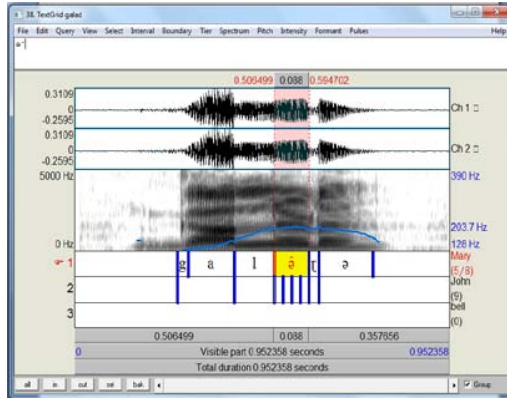 38. TextGrid galad
File Edit Query View Select Interval Boundary Tier Spectrum Pitch Intensity Formant Pulses Help
0.506499 0.088 0.594702
0.3109
0
-0.2595
Ch 1
0.3109
0
-0.2595
Ch 2
5000 Hz
390 Hz
203.7 Hz
0 Hz
128 Hz
1
g a l ə
Mary
(5/8)
2
John
(9)
3
bell
(0)
0.506499 0.088 0.357656
0 Visible part 0.952358 seconds 0.952358
Total duration 0.952358 seconds
all in out sel bak Group